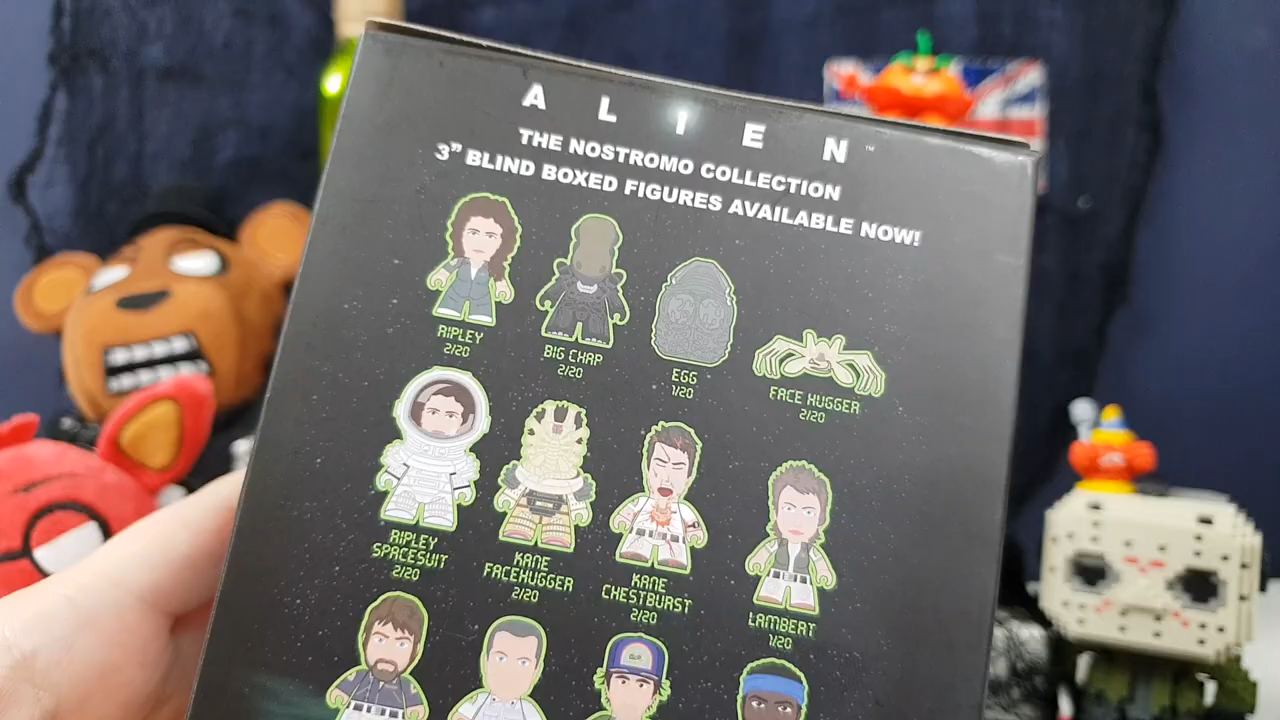 ALIEN™
THE NOSTROMO COLLECTION
3” BLIND BOXED FIGURES AVAILABLE NOW!
RIPLEY
2/20
BIG CHAP
2/20
EGG
1/20
FACE HUGGER
2/20
RIPLEY
SPACESUIT
2/20
KANE
FACEHUGGER
2/20
KANE
CHESTBURST
2/20
LAMBERT
1/20